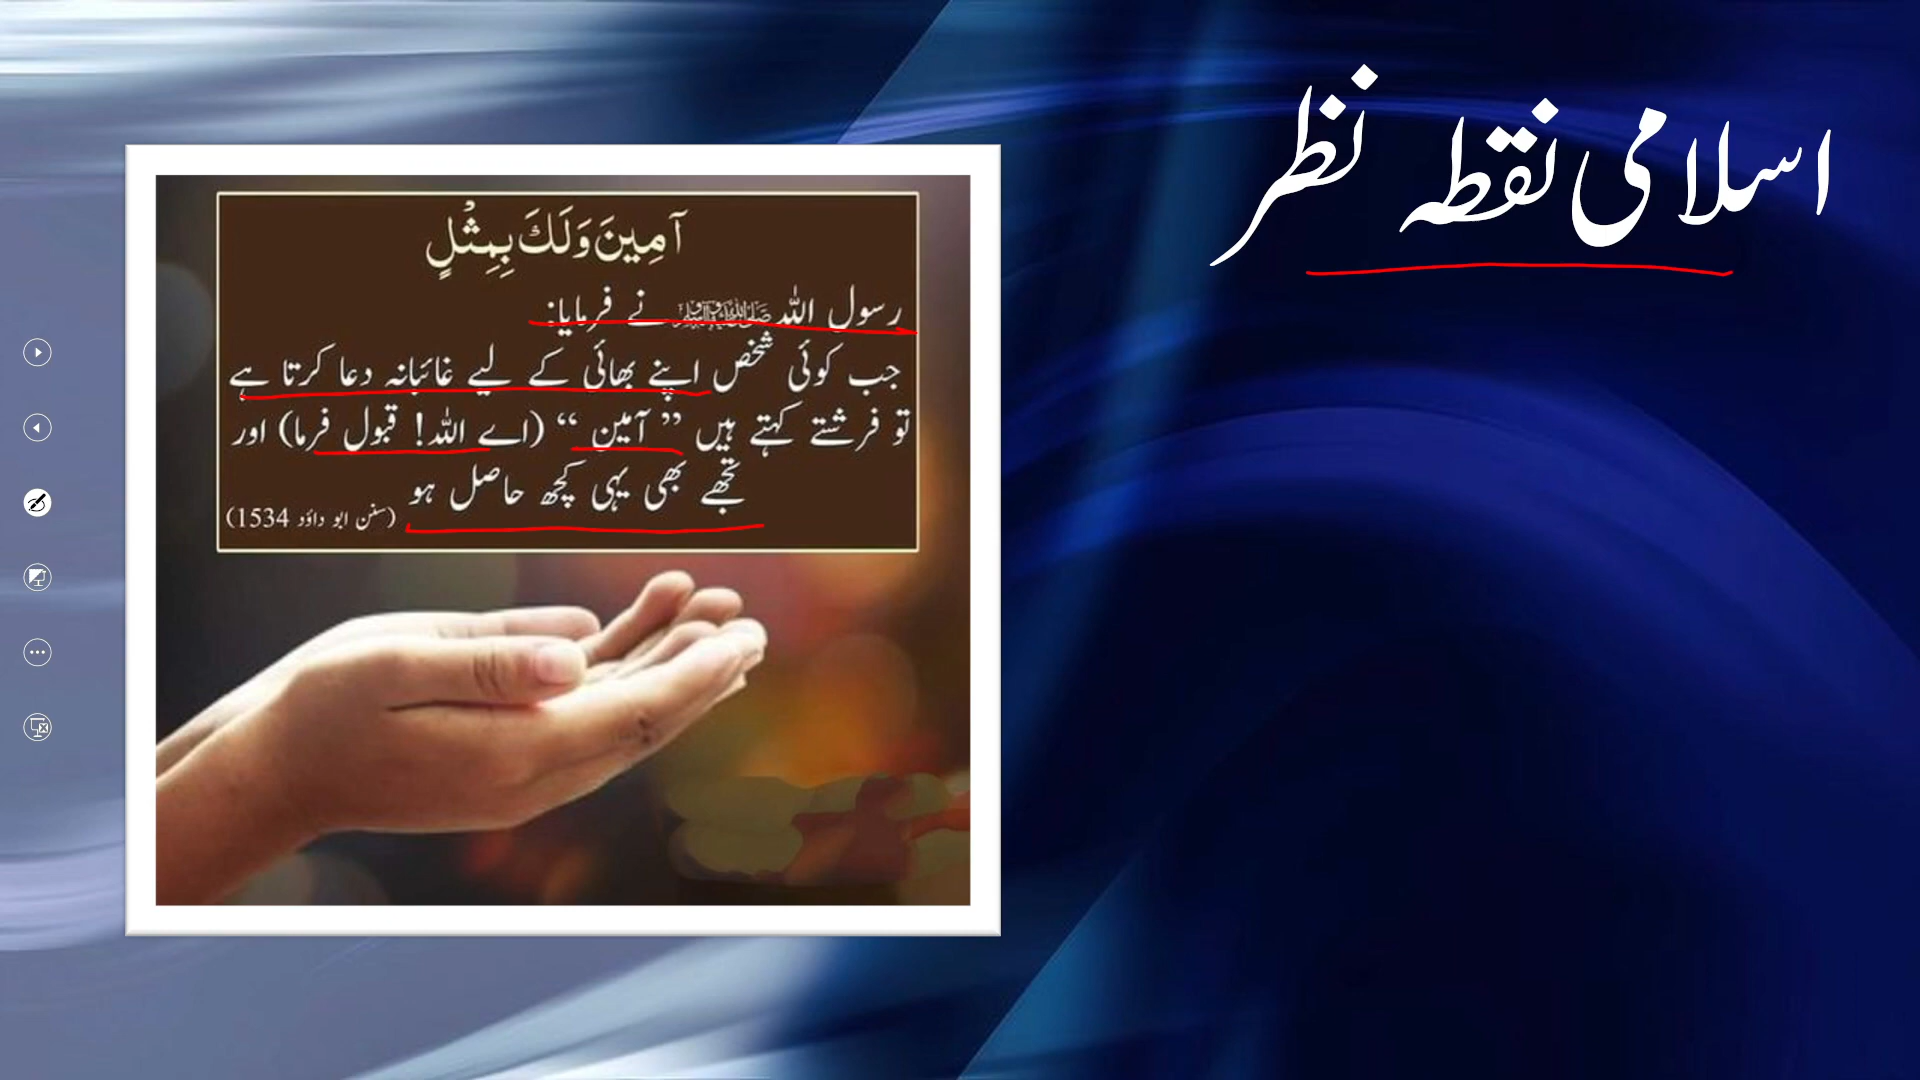 اسلامی نقطہ نظر
آمِينَ وَلَكَ بِمِثْلٍ
رسول اللہ ﷺ نے فرمایا:
جب کوئی شخص اپنے بھائی کے لیے غائبانہ دعا کرتا ہے
تو فرشتے کہتے ہیں ”آمین“ (اے اللہ! قبول فرما) اور
تجھے بھی یہی کچھ حاصل ہو
(سنن ابو داؤد 1534)